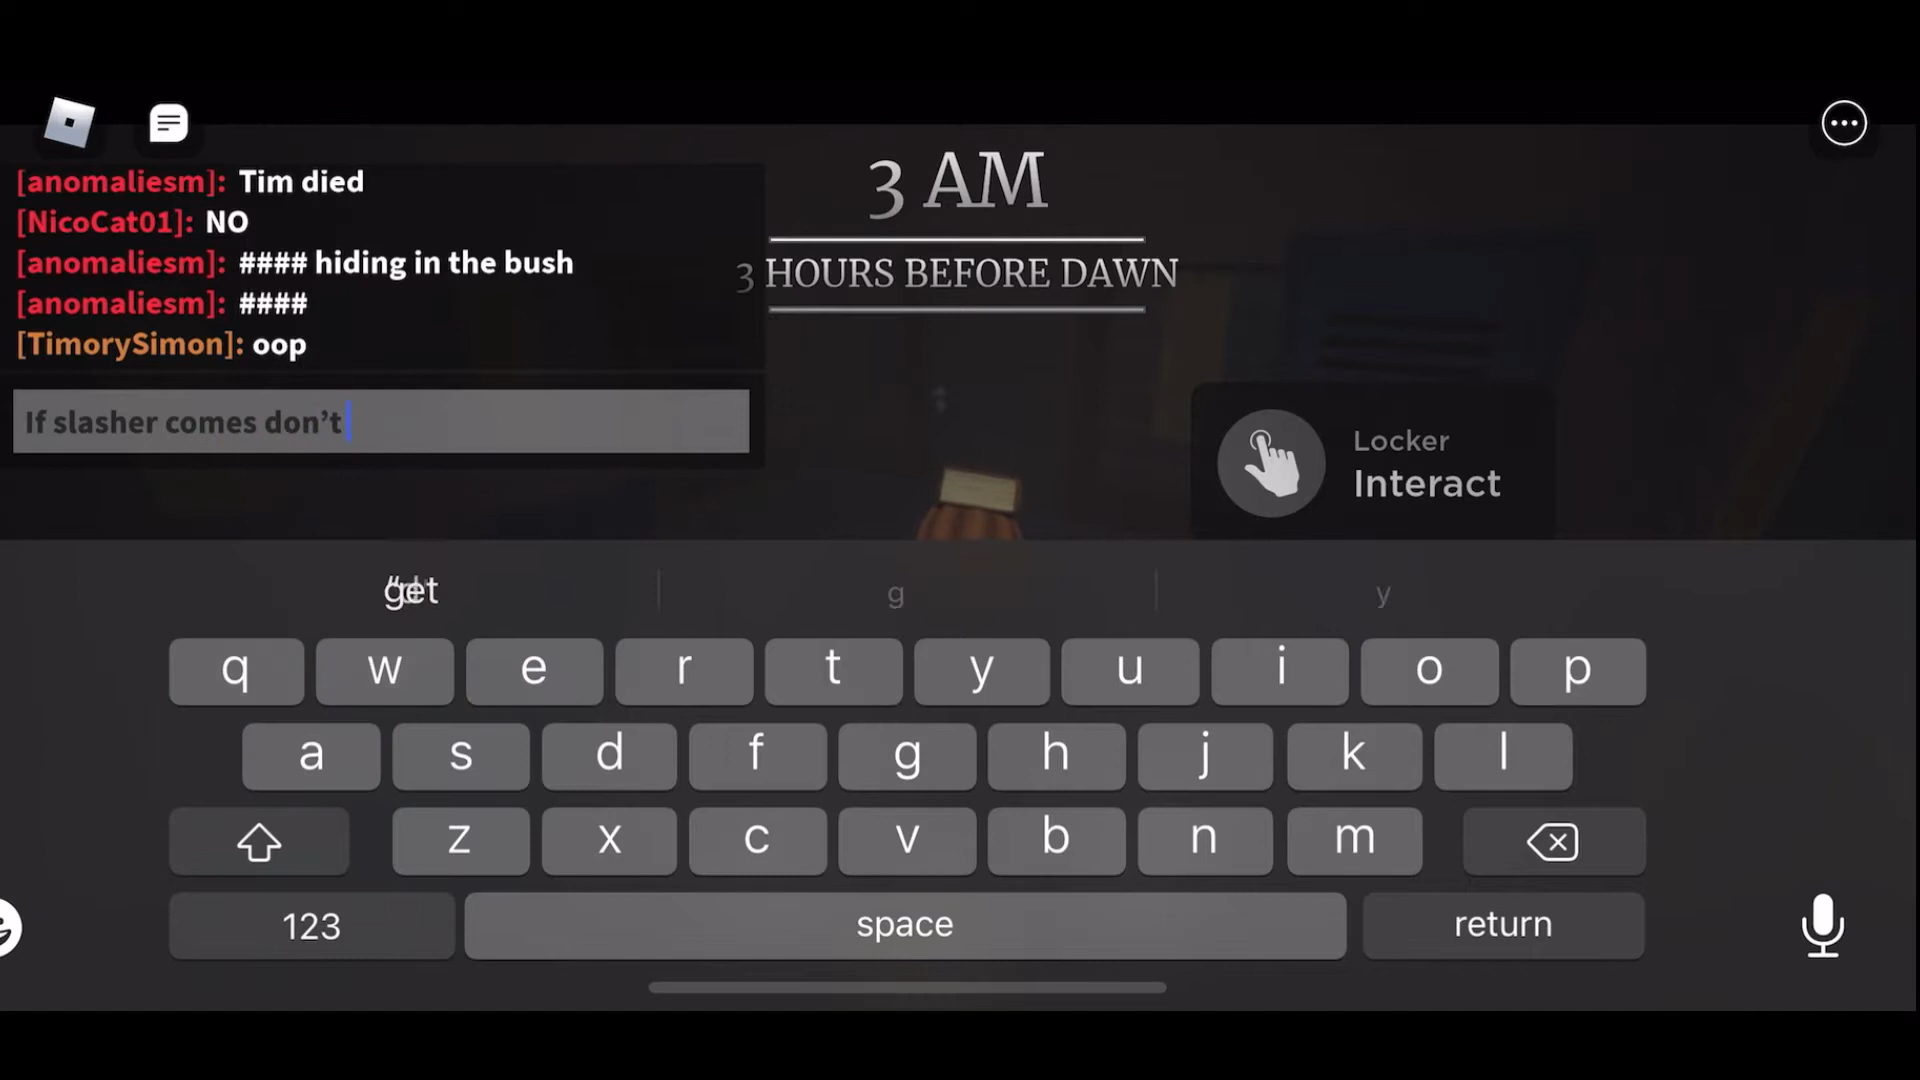 [anomaliesm]: Tim died
[NicoCat01]: NO
[anomaliesm]: #### hiding in the bush
[anomaliesm]: ####
[TimorySimon]: oop
If slasher comes don’t
3 AM
3 HOURS BEFORE DAWN
Locker
Interact
get g y
q w e r t y u i o p
a s d f g h j k l
z x c v b n m
123 space return